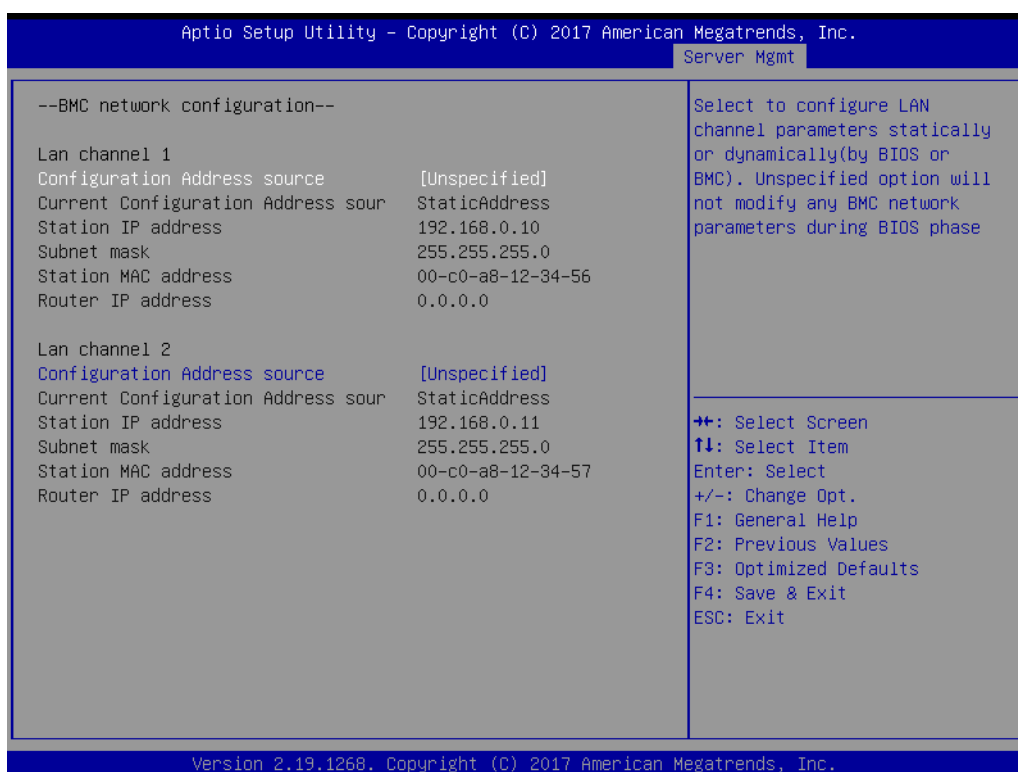 Aptio Setup Utility – Copyright (C) 2017 American Megatrends, Inc.
Server Mgmt
--BMC network configuration--
Lan channel 1
Configuration Address source [Unspecified]
Current Configuration Address sour StaticAddress
Station IP address 192.168.0.10
Subnet mask 255.255.255.0
Station MAC address 00-c0-a8-12-34-56
Router IP address 0.0.0.0
Lan channel 2
Configuration Address source [Unspecified]
Current Configuration Address sour StaticAddress
Station IP address 192.168.0.11
Subnet mask 255.255.255.0
Station MAC address 00-c0-a8-12-34-57
Router IP address 0.0.0.0
Select to configure LAN
channel parameters statically
or dynamically(by BIOS or
BMC). Unspecified option will
not modify any BMC network
parameters during BIOS phase
→←: Select Screen
↑↓: Select Item
Enter: Select
+/-: Change Opt.
F1: General Help
F2: Previous Values
F3: Optimized Defaults
F4: Save & Exit
ESC: Exit
Version 2.19.1268. Copyright (C) 2017 American Megatrends, Inc.